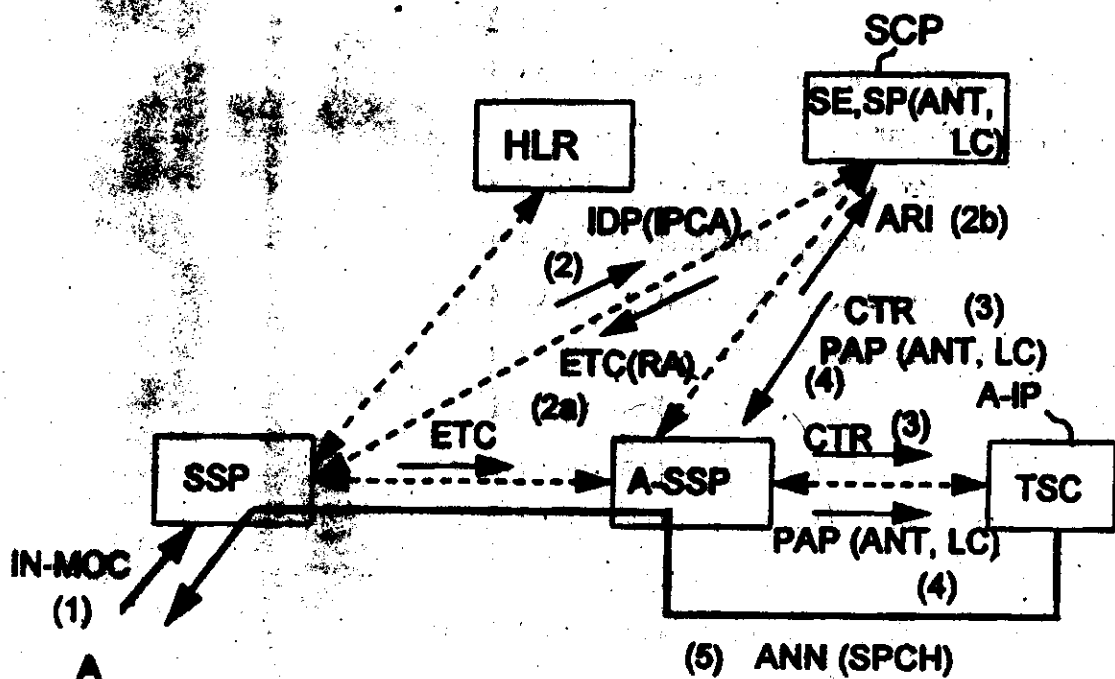 SCP
SE,SP(ANT,
LC)
HLR
IDP(IPCA)
(2)
ARI (2b)
CTR (3)
PAP (ANT, LC)
(4)
ETC(RA)
(2a)
A-IP
ETC
CTR (3)
SSP
A-SSP
TSC
PAP (ANT, LC)
(4)
IN-MOC
(1)
A
(5) ANN (SPCH)